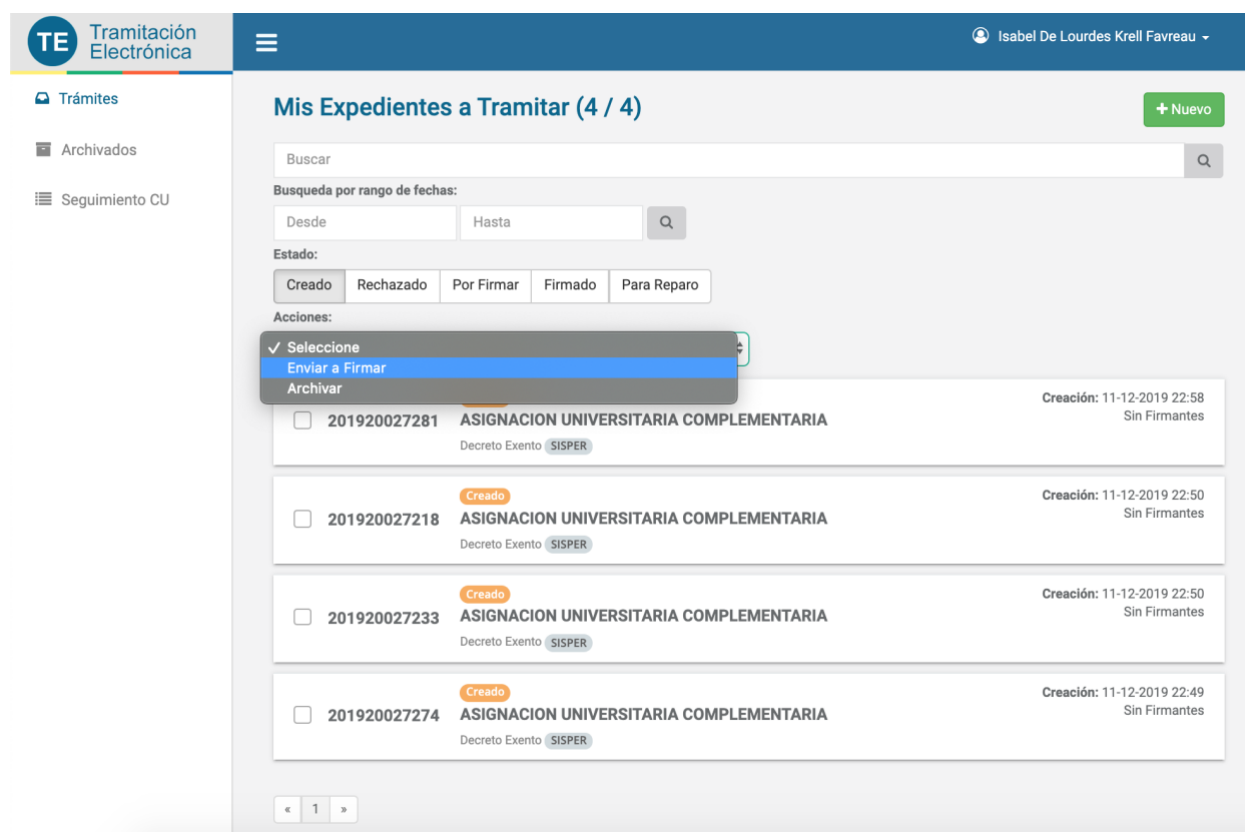 TE
Tramitación
Electrónica
Isabel De Lourdes Krell Favreau
Trámites
Archivados
Seguimiento CU
Mis Expedientes a Tramitar (4 / 4)
+ Nuevo
Buscar
Busqueda por rango de fechas:
Desde
Hasta
Estado:
Creado
Rechazado
Por Firmar
Firmado
Para Reparo
Acciones:
✓ Seleccione
Enviar a Firmar
Archivar
201920027281
ASIGNACION UNIVERSITARIA COMPLEMENTARIA
Decreto Exento SISPER
Creación: 11-12-2019 22:58
Sin Firmantes
Creado
201920027218
ASIGNACION UNIVERSITARIA COMPLEMENTARIA
Decreto Exento SISPER
Creación: 11-12-2019 22:50
Sin Firmantes
Creado
201920027233
ASIGNACION UNIVERSITARIA COMPLEMENTARIA
Decreto Exento SISPER
Creación: 11-12-2019 22:50
Sin Firmantes
Creado
201920027274
ASIGNACION UNIVERSITARIA COMPLEMENTARIA
Decreto Exento SISPER
Creación: 11-12-2019 22:49
Sin Firmantes
« 1 »